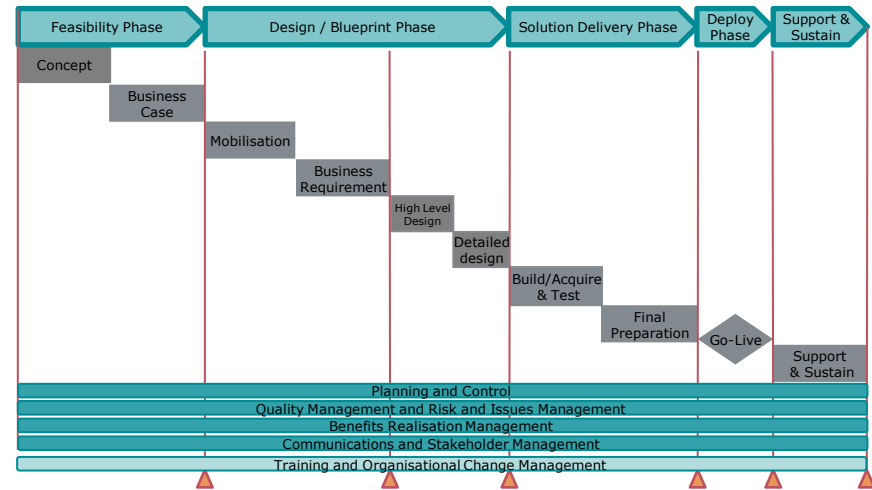 Feasibility Phase
Design / Blueprint Phase
Solution Delivery Phase
Deploy
Phase
Support &
Sustain
Concept
Business
Case
Mobilisation
Business
Requirement
High Level
Design
Detailed
design
Build/Acquire
& Test
Final
Preparation
Go-Live
Support
& Sustain
Planning and Control
Quality Management and Risk and Issues Management
Benefits Realisation Management
Communications and Stakeholder Management
Training and Organisational Change Management